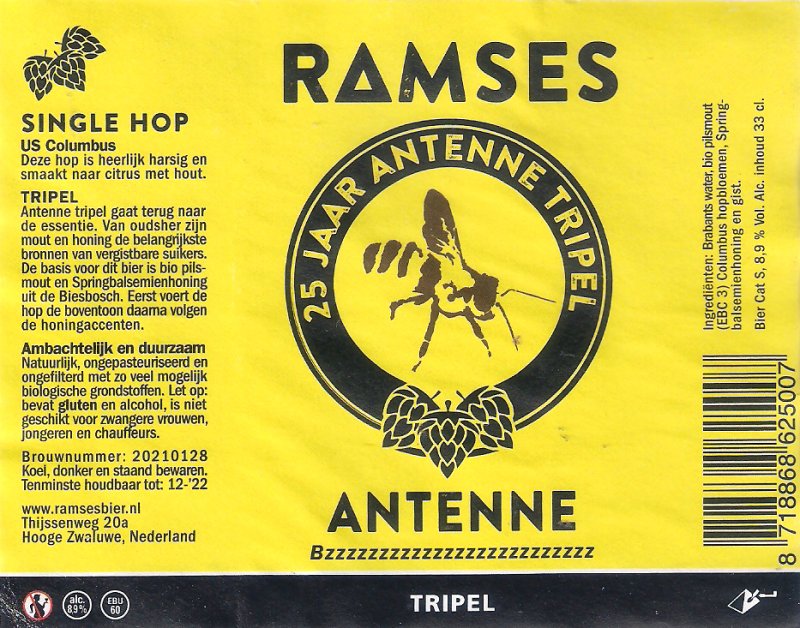 SINGLE HOP
US Columbus
Deze hop is heerlijk harsig en
smaakt naar citrus met hout.
TRIPEL
Antenne tripel gaat terug naar
de essentie. Van oudsher zijn
mout en honing de belangrijkste
bronnen van vergistbare suikers.
De basis voor dit bier is bio pils-
mout en Springbalsemienhoning
uit de Biesbosch. Eerst voert de
hop de boventoon daarna volgen
de honingaccenten.
Ambachtelijk en duurzaam
Natuurlijk, ongepasteuriseerd en
ongefilterd met zo veel mogelijk
biologische grondstoffen. Let op:
bevat gluten en alcohol, is niet
geschikt voor zwangere vrouwen,
jongeren en chauffeurs.
Brouwnummer: 20210128
Koel, donker en staand bewaren.
Tenminste houdbaar tot: 12-'22
www.ramsesbier.nl
Thijssenweg 20a
Hooge Zwaluwe, Nederland
RAMSES
25 JAAR ANTENNE TRIPEL
ANTENNE
Bzzzzzzzzzzzzzzzzzzzzzzzzz
Ingrediënten: Brabants water, bio pilsmout
(EBC 3) Columbus hopbloemen, Spring-
balsemienhoning en gist.
Bier Cat S, 8,9 % Vol. Alc. inhoud 33 cl.
8 718868 625007
alc.
8,9%
EBU
60
TRIPEL